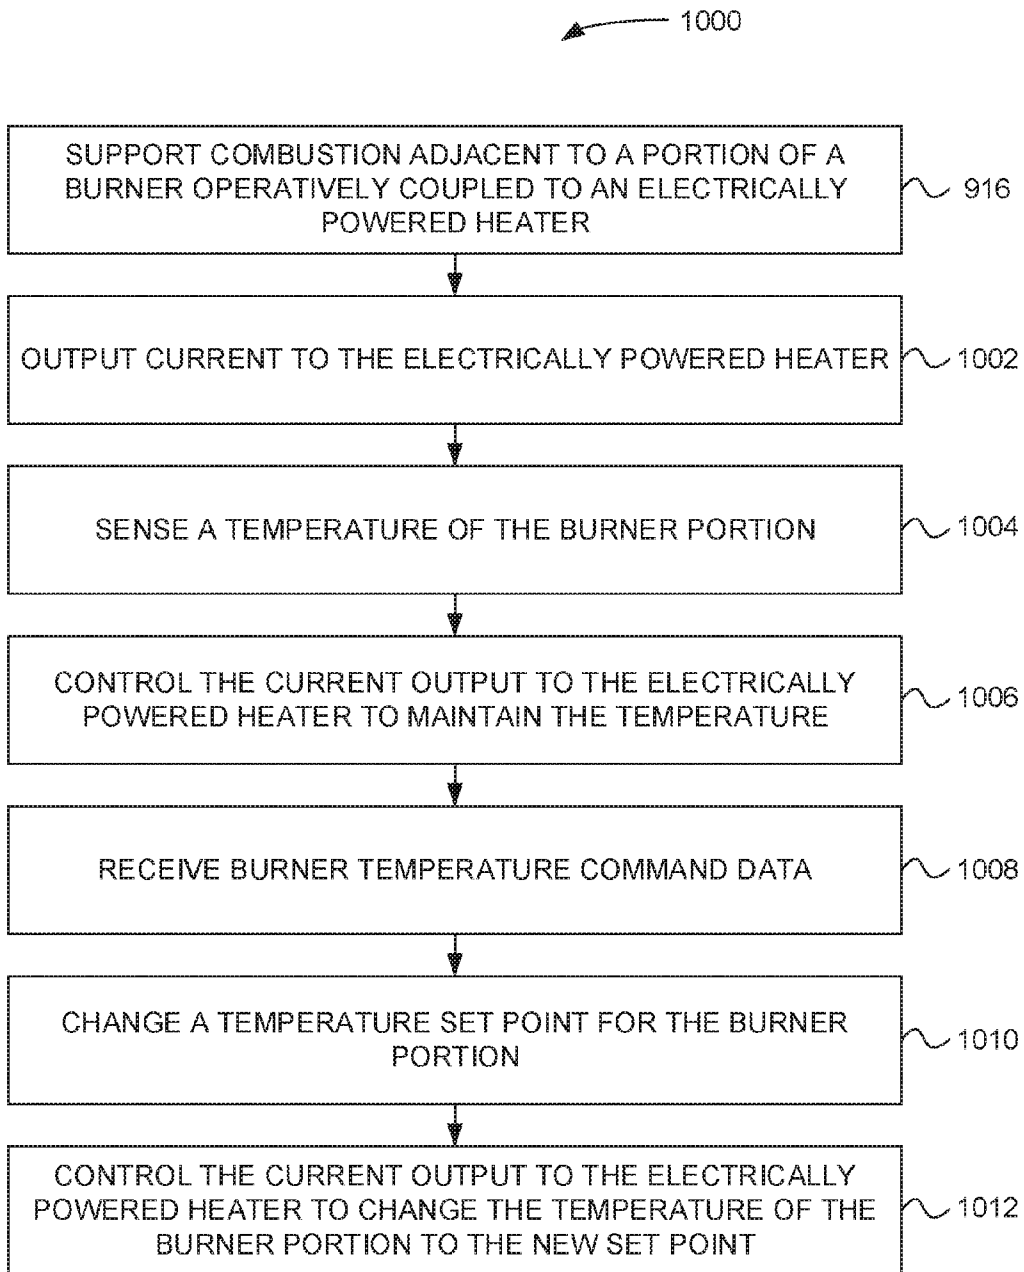 1000
SUPPORT COMBUSTION ADJACENT TO A PORTION OF A
BURNER OPERATIVELY COUPLED TO AN ELECTRICALLY
POWERED HEATER
916
OUTPUT CURRENT TO THE ELECTRICALLY POWERED HEATER
1002
SENSE A TEMPERATURE OF THE BURNER PORTION
1004
CONTROL THE CURRENT OUTPUT TO THE ELECTRICALLY
POWERED HEATER TO MAINTAIN THE TEMPERATURE
1006
RECEIVE BURNER TEMPERATURE COMMAND DATA
1008
CHANGE A TEMPERATURE SET POINT FOR THE BURNER
PORTION
1010
CONTROL THE CURRENT OUTPUT TO THE ELECTRICALLY
POWERED HEATER TO CHANGE THE TEMPERATURE OF THE
BURNER PORTION TO THE NEW SET POINT
1012